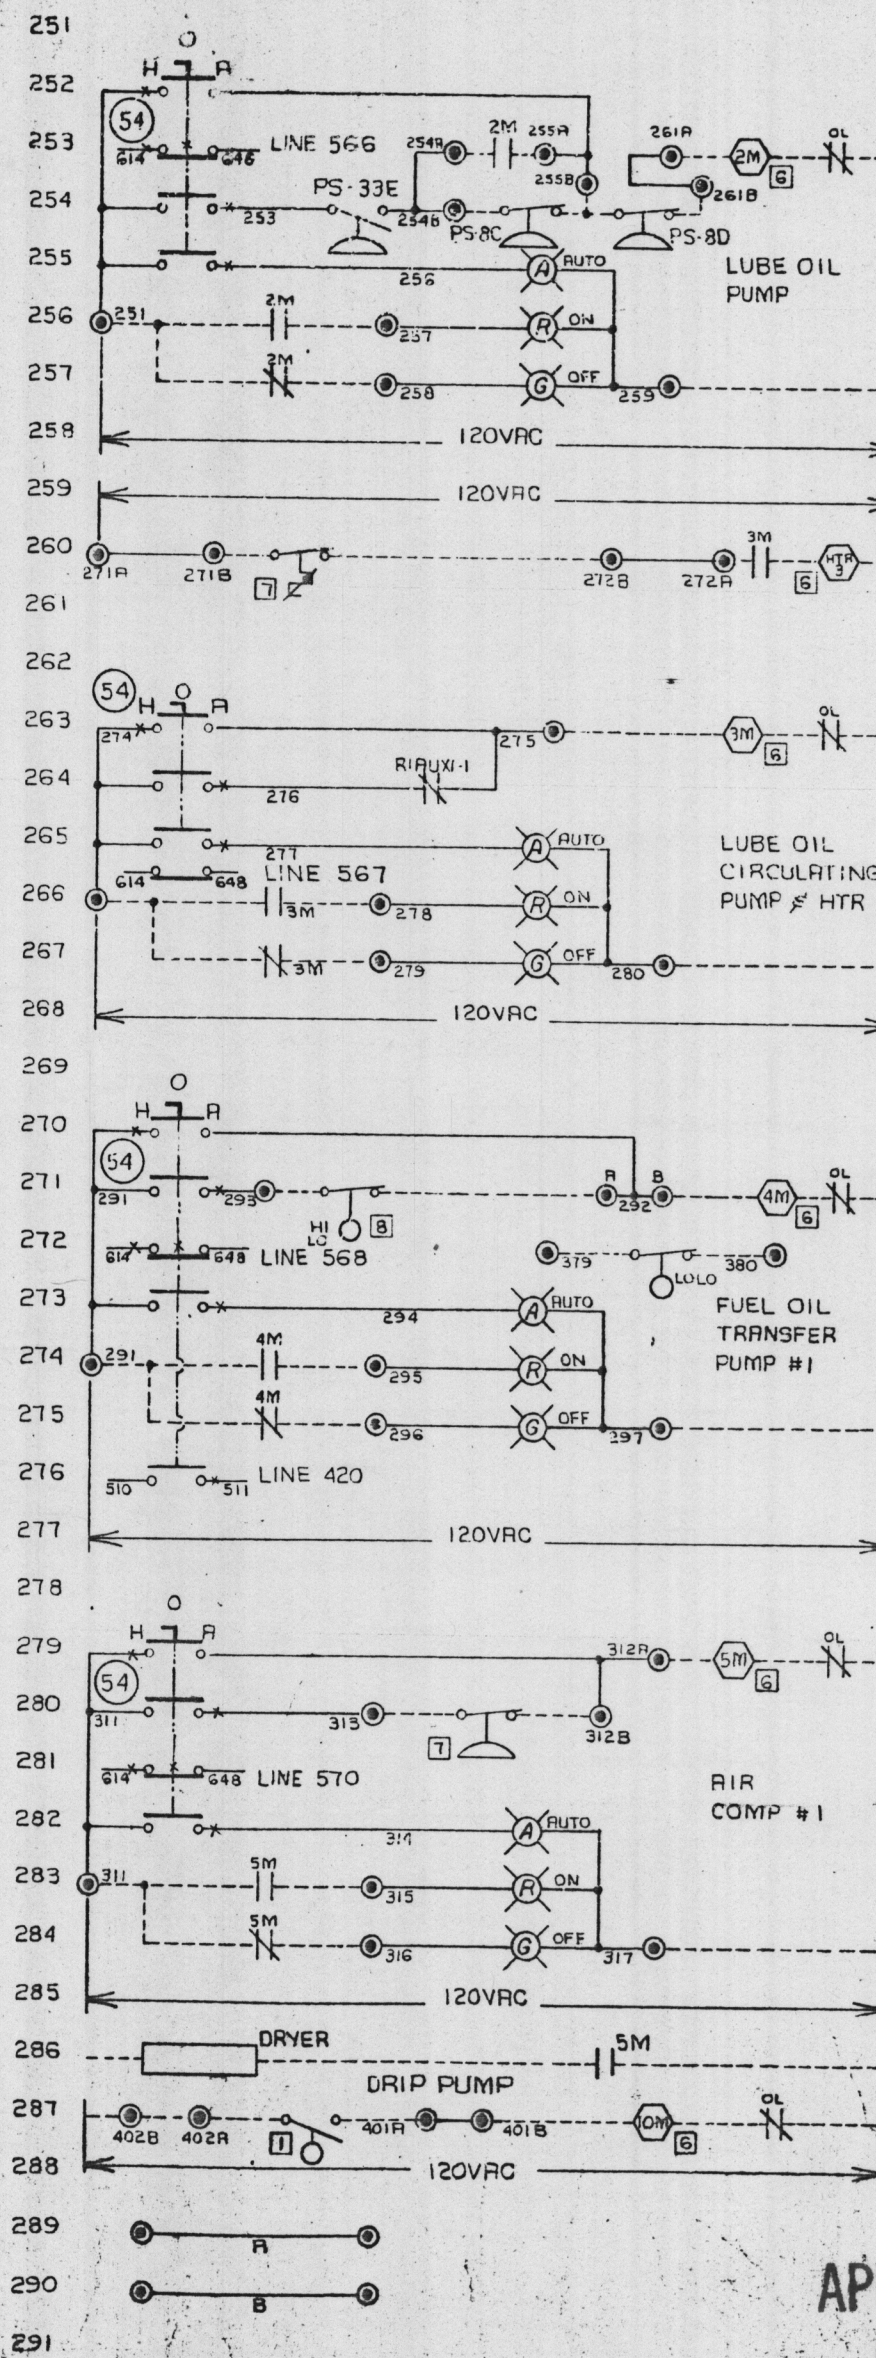 251
O
252 H A
54
253 614 646 LINE 566 254A 2M 255A 261A 2M 6 OL
255B 261B
254 253 PS-33E 254B PS-8C PS-8D
255 256 A AUTO LUBE OIL
PUMP
256 251 2M 257 R ON
257 2M 258 G OFF 259
258 120VAC
259 120VAC
260 271A 271B 7 272B 272A 3M 6 HTR 3
261
262
54 O
263 H A 274 275 3M 6 OL
264 276 R1AUX1-1
265 277 A AUTO LUBE OIL
614 648 LINE 567 CIRCULATING
266 3M 278 R ON PUMP & HTR
267 3M 279 G OFF 280
268 120VAC
269
O
270 H A
54
271 291 293 HI LO 8 A 292 B 4M 6 OL
272 614 648 LINE 568 379 LOLO 380
273 294 A AUTO FUEL OIL
TRANSFER
274 291 4M 295 R ON PUMP #1
275 4M 296 G OFF 297
276 510 511 LINE 420
277 120VAC
278
O
279 H A 312A 5M 6 OL
54
280 311 313 7 312B
281 614 648 LINE 570 AIR
282 314 A AUTO COMP #1
283 311 5M 315 R ON
284 5M 316 G OFF 317
285 120VAC
286 DRYER 5M
DRIP PUMP
287 402B 402A 1 401A 401B 10M 6 OL
288 120VAC
289 A
290 B
AP
291